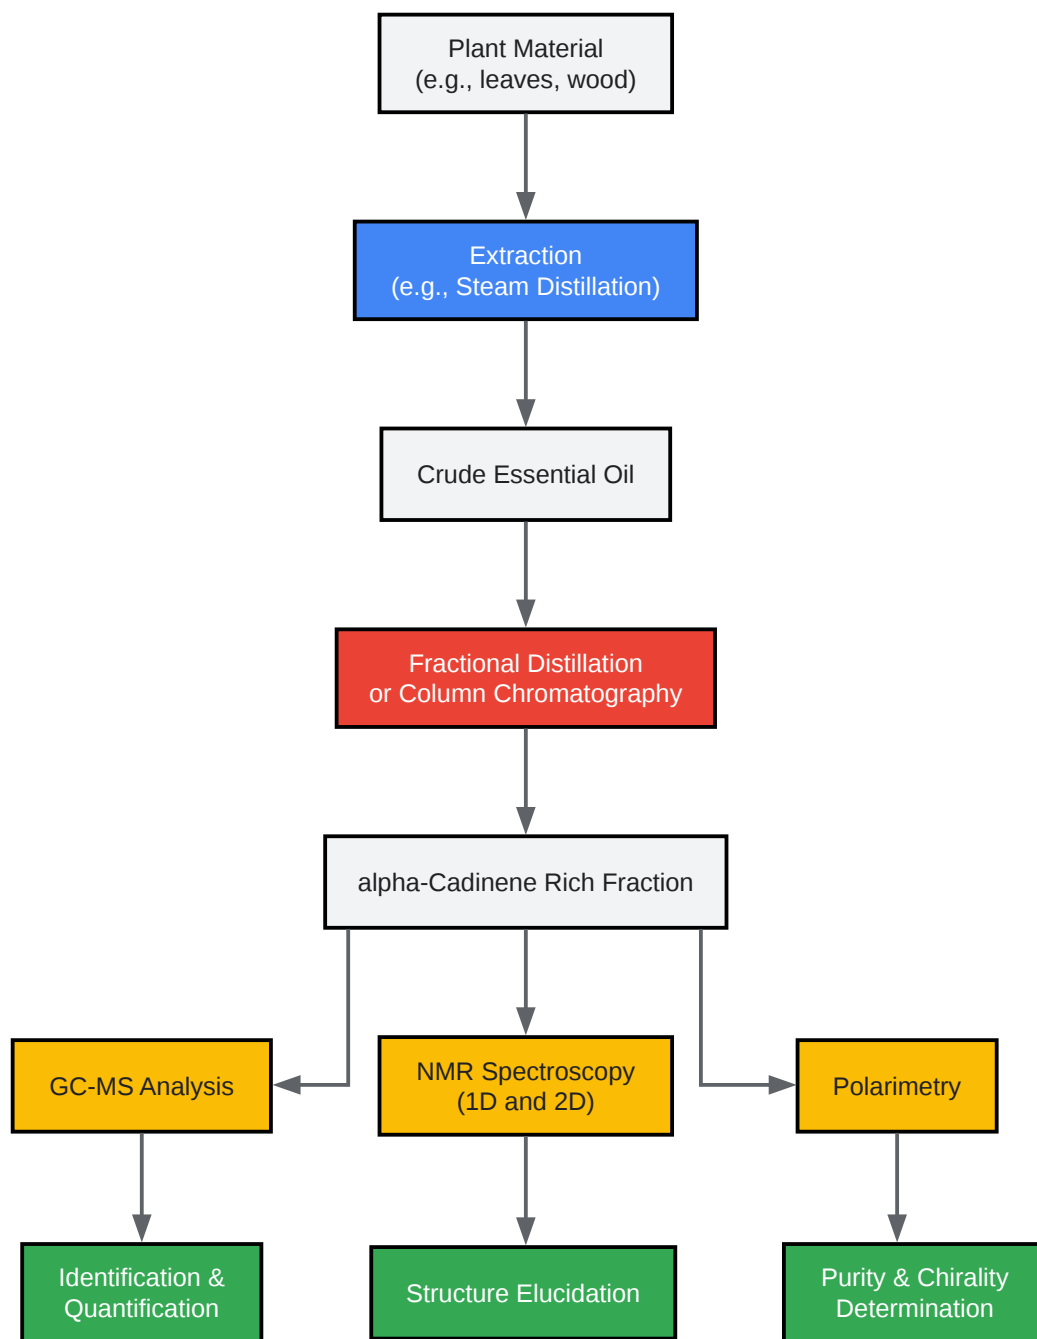 Plant Material
(e.g., leaves, wood)
Extraction
(e.g., Steam Distillation)
Crude Essential Oil
Fractional Distillation
or Column Chromatography
alpha-Cadinene Rich Fraction
GC-MS Analysis
NMR Spectroscopy
(1D and 2D)
Polarimetry
Identification &
Quantification
Structure Elucidation
Purity & Chirality
Determination